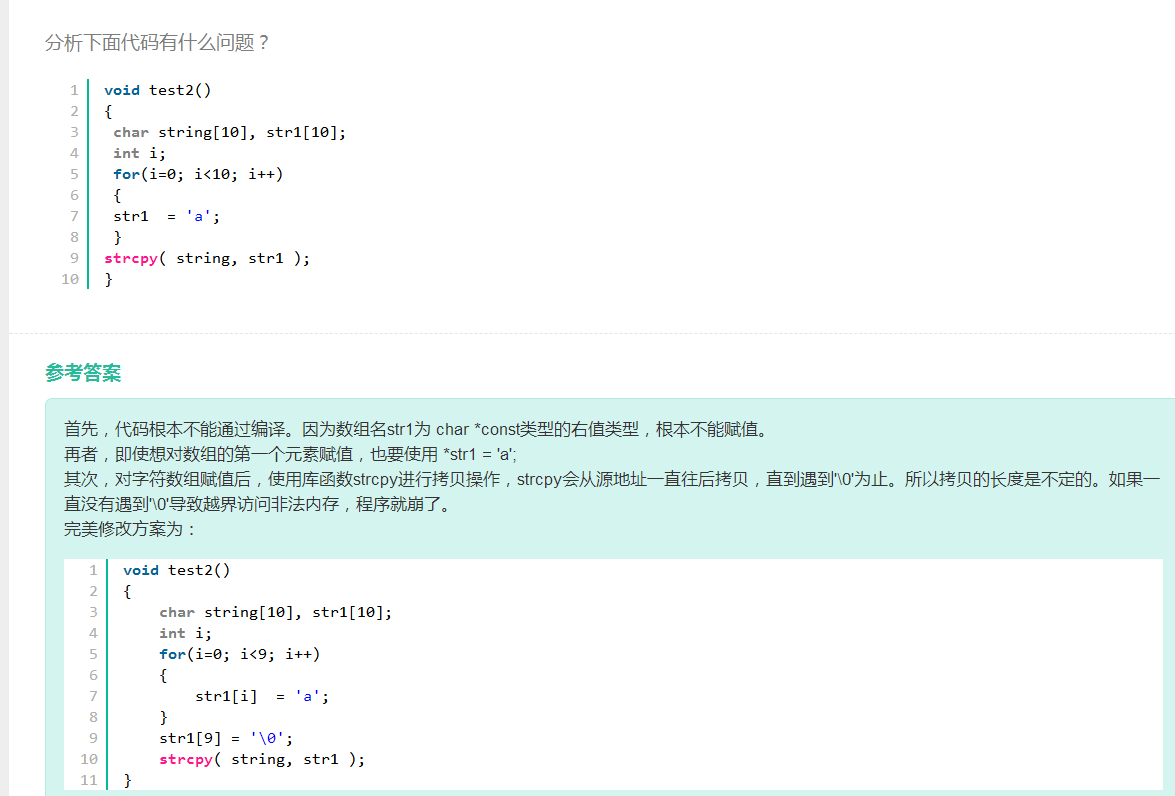 分析下面代码有什么问题？
1 void test2()
2 {
3 char string[10], str1[10];
4 int i;
5 for(i=0; i<10; i++)
6 {
7 str1  = 'a';
8 }
9 strcpy( string, str1 );
10 }
参考答案
首先，代码根本不能通过编译。因为数组名str1为 char *const类型的右值类型，根本不能赋值。
再者，即使想对数组的第一个元素赋值，也要使用 *str1 = 'a';
其次，对字符数组赋值后，使用库函数strcpy进行拷贝操作，strcpy会从源地址一直往后拷贝，直到遇到'\0'为止。所以拷贝的长度是不定的。如果一
直没有遇到'\0'导致越界访问非法内存，程序就崩了。
完美修改方案为：
1 void test2()
2 {
3 char string[10], str1[10];
4 int i;
5 for(i=0; i<9; i++)
6 {
7 str1[i]  = 'a';
8 }
9 str1[9] = '\0';
10 strcpy( string, str1 );
11 }